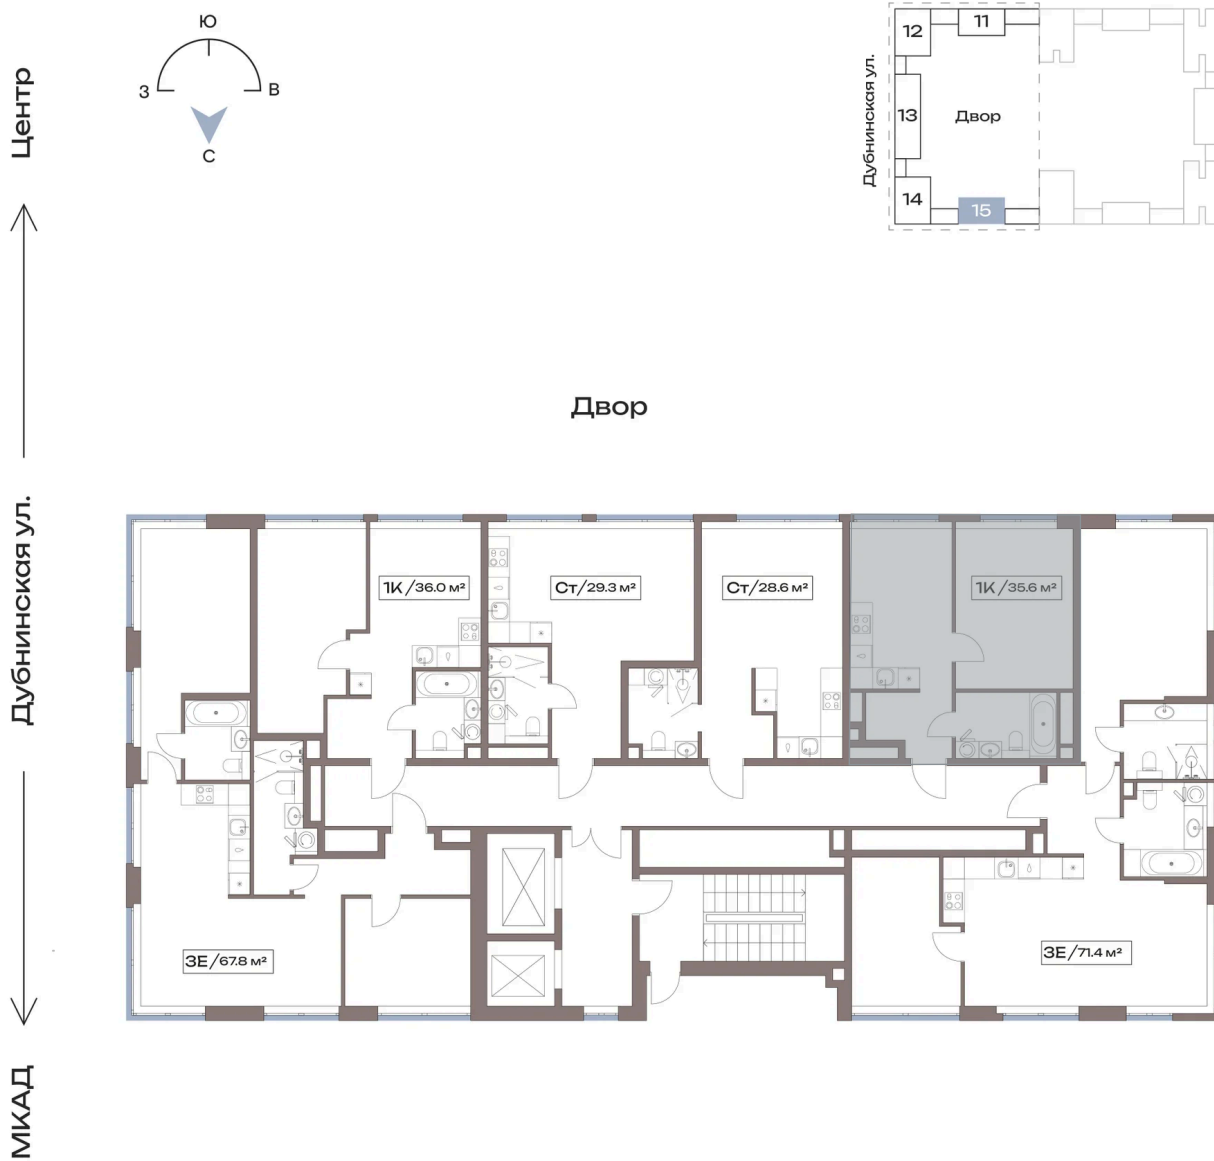 Ю
З
В
С
Центр
Дубнинская ул.
МКАД
12
11
13
Двор
14
15
Дубнинская ул.
Двор
1К / 36.0 м²
Ст / 29.3 м²
Ст / 28.6 м²
1К / 35.6 м²
3Е / 67.8 м²
3Е / 71.4 м²